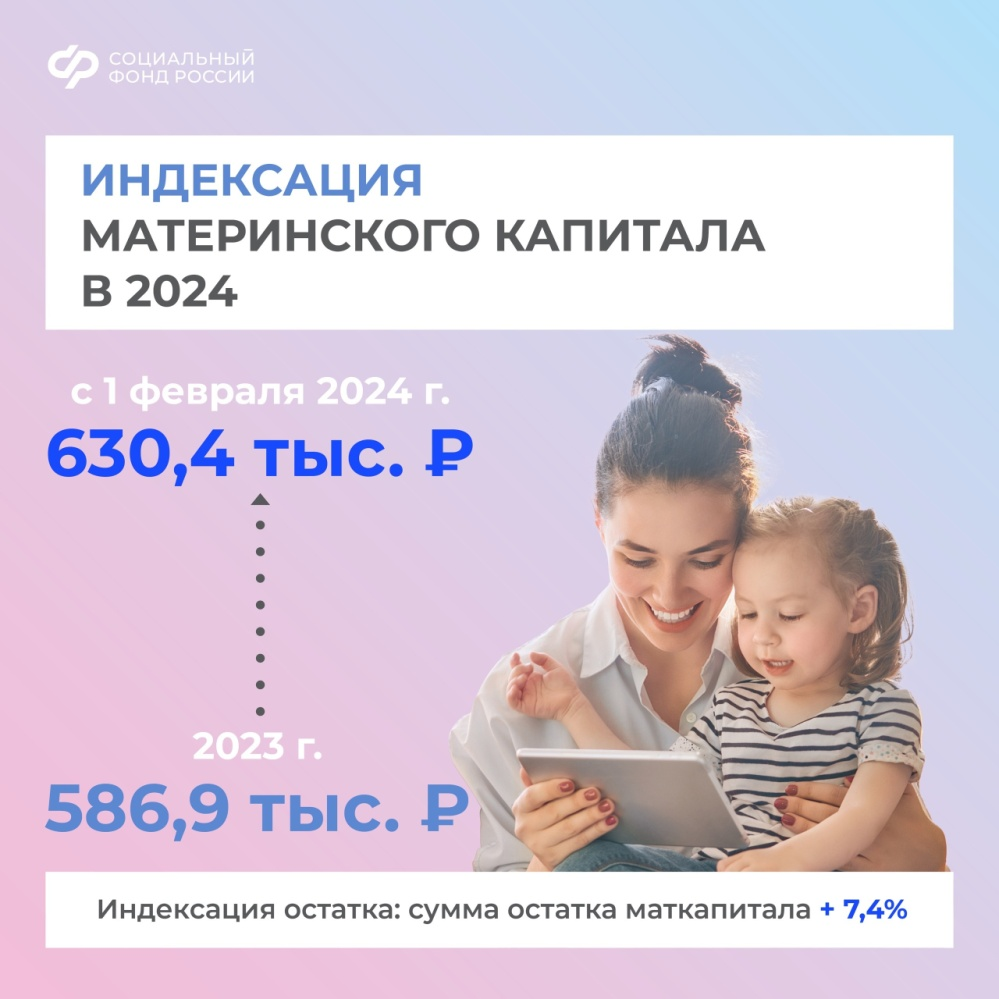 СОЦИАЛЬНЫЙ
ФОНД РОССИИ
ИНДЕКСАЦИЯ
МАТЕРИНСКОГО КАПИТАЛА
В 2024
с 1 февраля 2024 г.
630,4 тыс. ₽
2023 г.
586,9 тыс. ₽
Индексация остатка: сумма остатка маткапитала + 7,4%